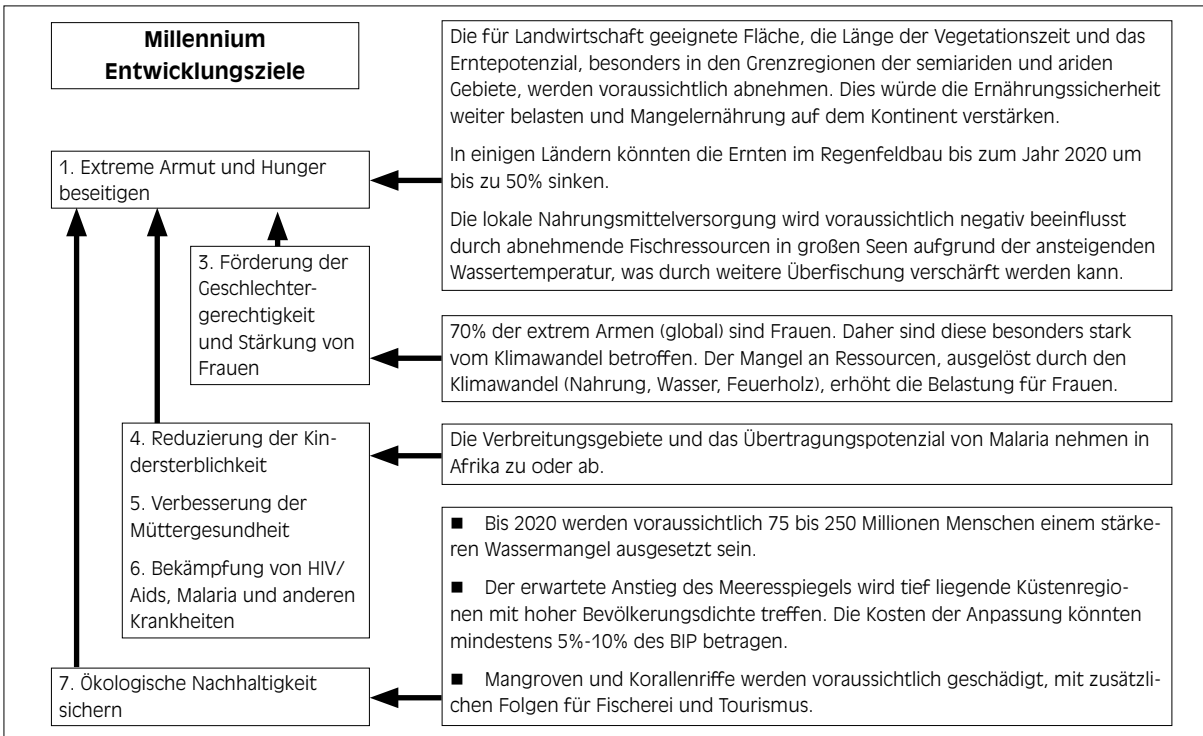 Millennium
Entwicklungsziele
Die für Landwirtschaft geeignete Fläche, die Länge der Vegetationszeit und das
Erntepotenzial, besonders in den Grenzregionen der semiariden und ariden
Gebiete, werden voraussichtlich abnehmen. Dies würde die Ernährungssicherheit
weiter belasten und Mangelernährung auf dem Kontinent verstärken.
In einigen Ländern könnten die Ernten im Regenfeldbau bis zum Jahr 2020 um
bis zu 50% sinken.
Die lokale Nahrungsmittelversorgung wird voraussichtlich negativ beeinflusst
durch abnehmende Fischressourcen in großen Seen aufgrund der ansteigenden
Wassertemperatur, was durch weitere Überfischung verschärft werden kann.
1. Extreme Armut und Hunger
beseitigen
3. Förderung der
Geschlechter-
gerechtigkeit
und Stärkung von
Frauen
70% der extrem Armen (global) sind Frauen. Daher sind diese besonders stark
vom Klimawandel betroffen. Der Mangel an Ressourcen, ausgelöst durch den
Klimawandel (Nahrung, Wasser, Feuerholz), erhöht die Belastung für Frauen.
4. Reduzierung der Kin-
dersterblichkeit
5. Verbesserung der
Müttergesundheit
6. Bekämpfung von HIV/
Aids, Malaria und anderen
Krankheiten
Die Verbreitungsgebiete und das Übertragungspotenzial von Malaria nehmen in
Afrika zu oder ab.
■ Bis 2020 werden voraussichtlich 75 bis 250 Millionen Menschen einem stärke-
ren Wassermangel ausgesetzt sein.
■ Der erwartete Anstieg des Meeresspiegels wird tief liegende Küstenregio-
nen mit hoher Bevölkerungsdichte treffen. Die Kosten der Anpassung könnten
mindestens 5%-10% des BIP betragen.
■ Mangroven und Korallenriffe werden voraussichtlich geschädigt, mit zusätzli-
chen Folgen für Fischerei und Tourismus.
7. Ökologische Nachhaltigkeit
sichern